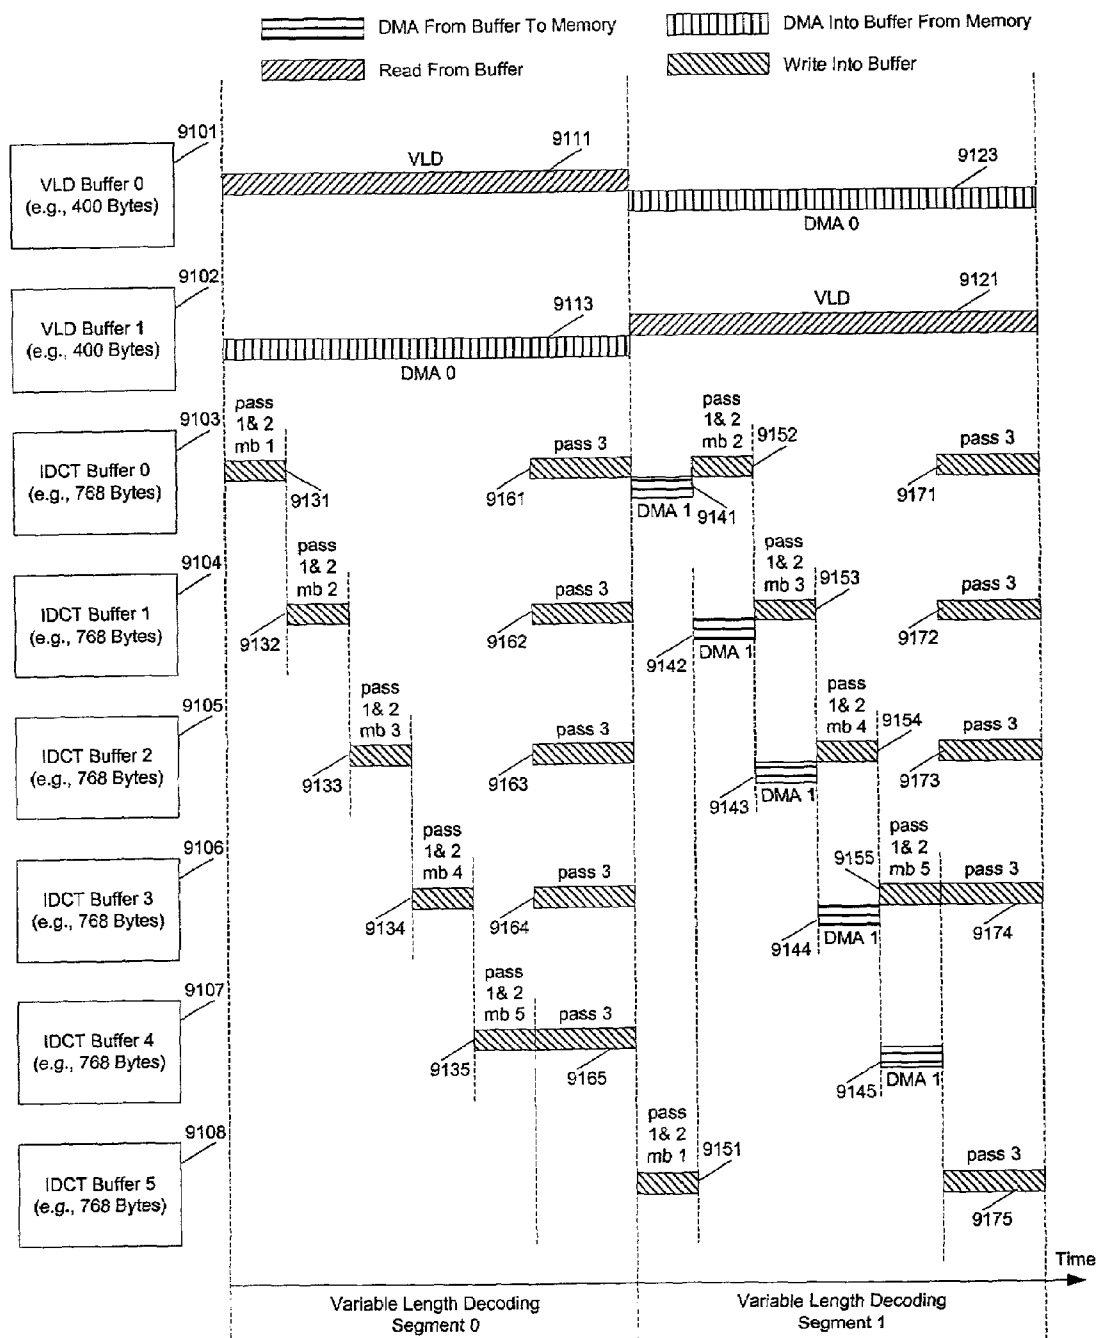 DMA From Buffer To Memory
DMA Into Buffer From Memory
Read From Buffer
Write Into Buffer
9101
VLD Buffer 0
(e.g., 400 Bytes)
VLD
9111
9123
DMA 0
9102
VLD Buffer 1
(e.g., 400 Bytes)
9113
DMA 0
9121
VLD
9103
IDCT Buffer 0
(e.g., 768 Bytes)
pass
1& 2
mb 1
9131
pass 3
9161
DMA 1
9141
pass
1& 2
mb 2
9152
pass 3
9171
9104
IDCT Buffer 1
(e.g., 768 Bytes)
pass
1& 2
mb 2
9132
pass 3
9162
9142
DMA 1
pass
1& 2
mb 3
9153
pass 3
9172
9105
IDCT Buffer 2
(e.g., 768 Bytes)
pass
1& 2
mb 3
9133
pass 3
9163
9143
DMA 1
pass
1& 2
mb 4
9154
pass 3
9173
9106
IDCT Buffer 3
(e.g., 768 Bytes)
pass
1& 2
mb 4
9134
pass 3
9164
9144
DMA 1
9155
pass
1& 2
mb 5
pass 3
9174
9107
IDCT Buffer 4
(e.g., 768 Bytes)
pass
1& 2
mb 5
9135
pass 3
9165
9145
DMA 1
9108
IDCT Buffer 5
(e.g., 768 Bytes)
pass
1& 2
mb 1
9151
pass 3
9175
Time
Variable Length Decoding
Segment 0
Variable Length Decoding
Segment 1